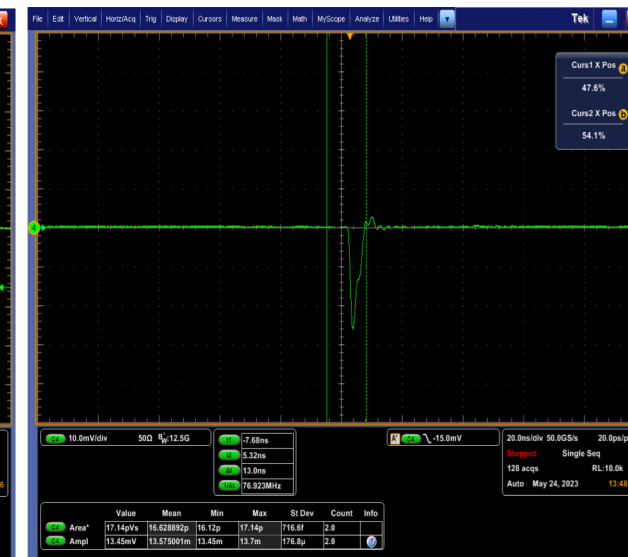 File Edit Vertical Horiz/Acq Trig Display Cursors Measure Mask Math MyScope Analyze Utilities Help Tek
Curs1 X Pos a
47.6%
Curs2 X Pos b
54.1%
4
C4 10.0mV/div 50Ω BW:12.5G
t1 -7.68ns
t2 5.32ns
Δt 13.0ns
1/Δt 76.923MHz
A' C4 -15.0mV
20.0ns/div 50.0GS/s 20.0ps/p
Stopped Single Seq
128 acqs RL:10.0k
Auto May 24, 2023 13:48
6
Value Mean Min Max St Dev Count Info
C4 Area* 17.14pVs 16.628892p 16.12p 17.14p 716.6f 2.0
C4 Ampl 13.45mV 13.575001m 13.45m 13.7m 176.8µ 2.0